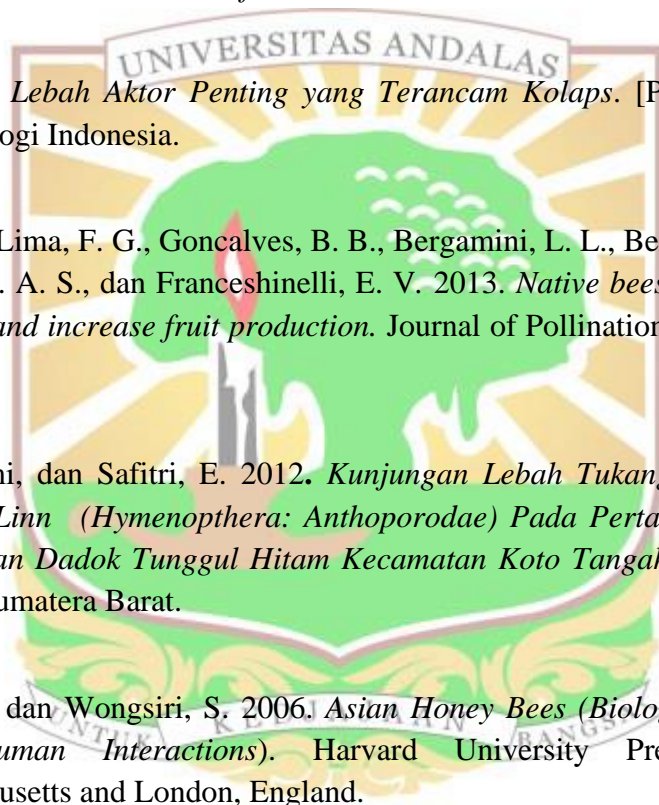 UNIVERSITAS ANDALAS
Lebah Aktor Penting yang Terancam Kolaps. [P
ogi Indonesia.
Lima, F. G., Goncalves, B. B., Bergamini, L. L., Be
. A. S., dan Franceshinelli, E. V. 2013. Native bees
and increase fruit production. Journal of Pollination
ni, dan Safitri, E. 2012. Kunjungan Lebah Tukang
Linn (Hymenopthera: Anthoporodae) Pada Perta
an Dadok Tunggul Hitam Kecamatan Koto Tangah
umatera Barat.
dan Wongsiri, S. 2006. Asian Honey Bees (Biolog
uman Interactions). Harvard University Pre
usetts and London, England.
UNTUK KEDJAJAAN BANGSA